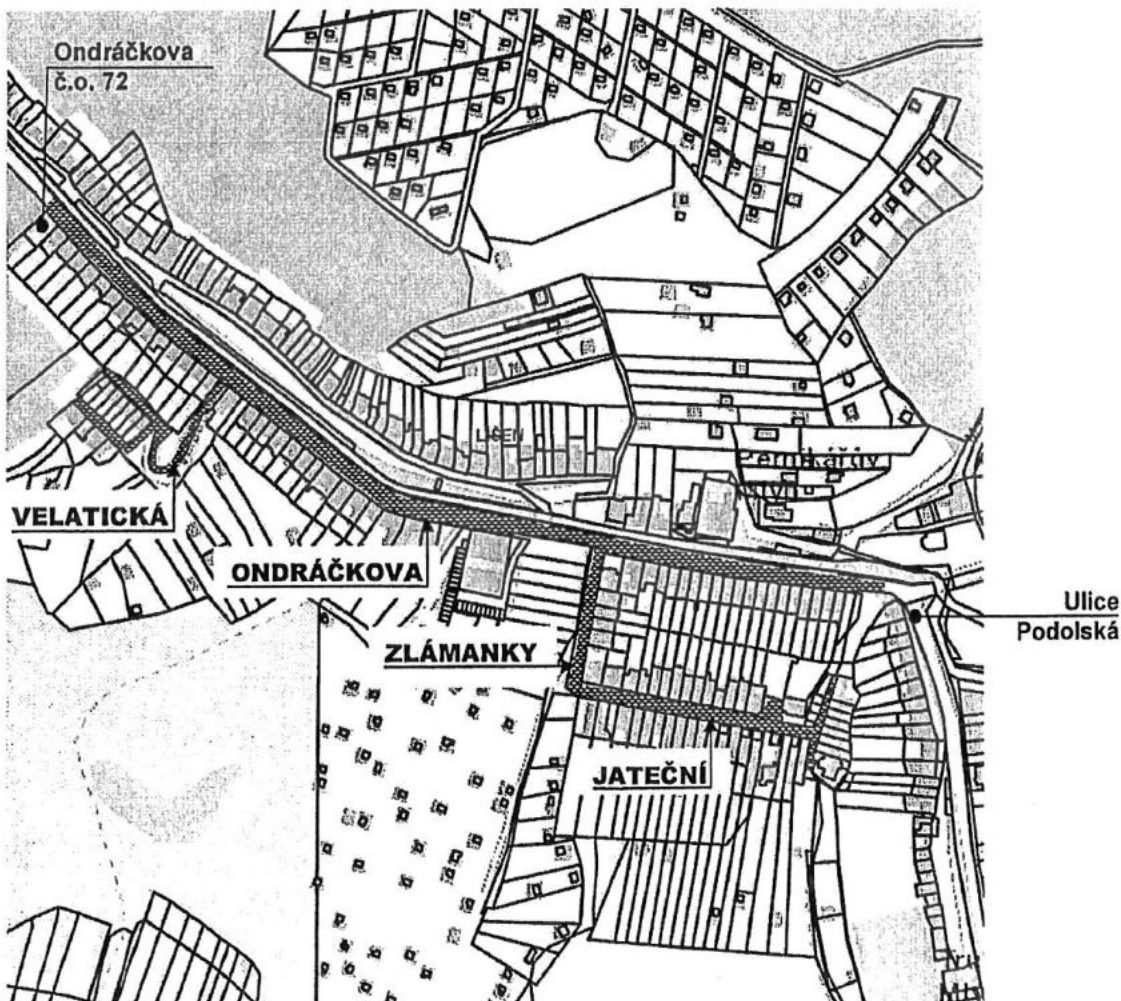 Ondráčkova
č.o. 72
LÍŠEŇ
VELATICKÁ
ONDRÁČKOVA
Ulice
Podolská
ZLÁMANKY
JATEČNÍ